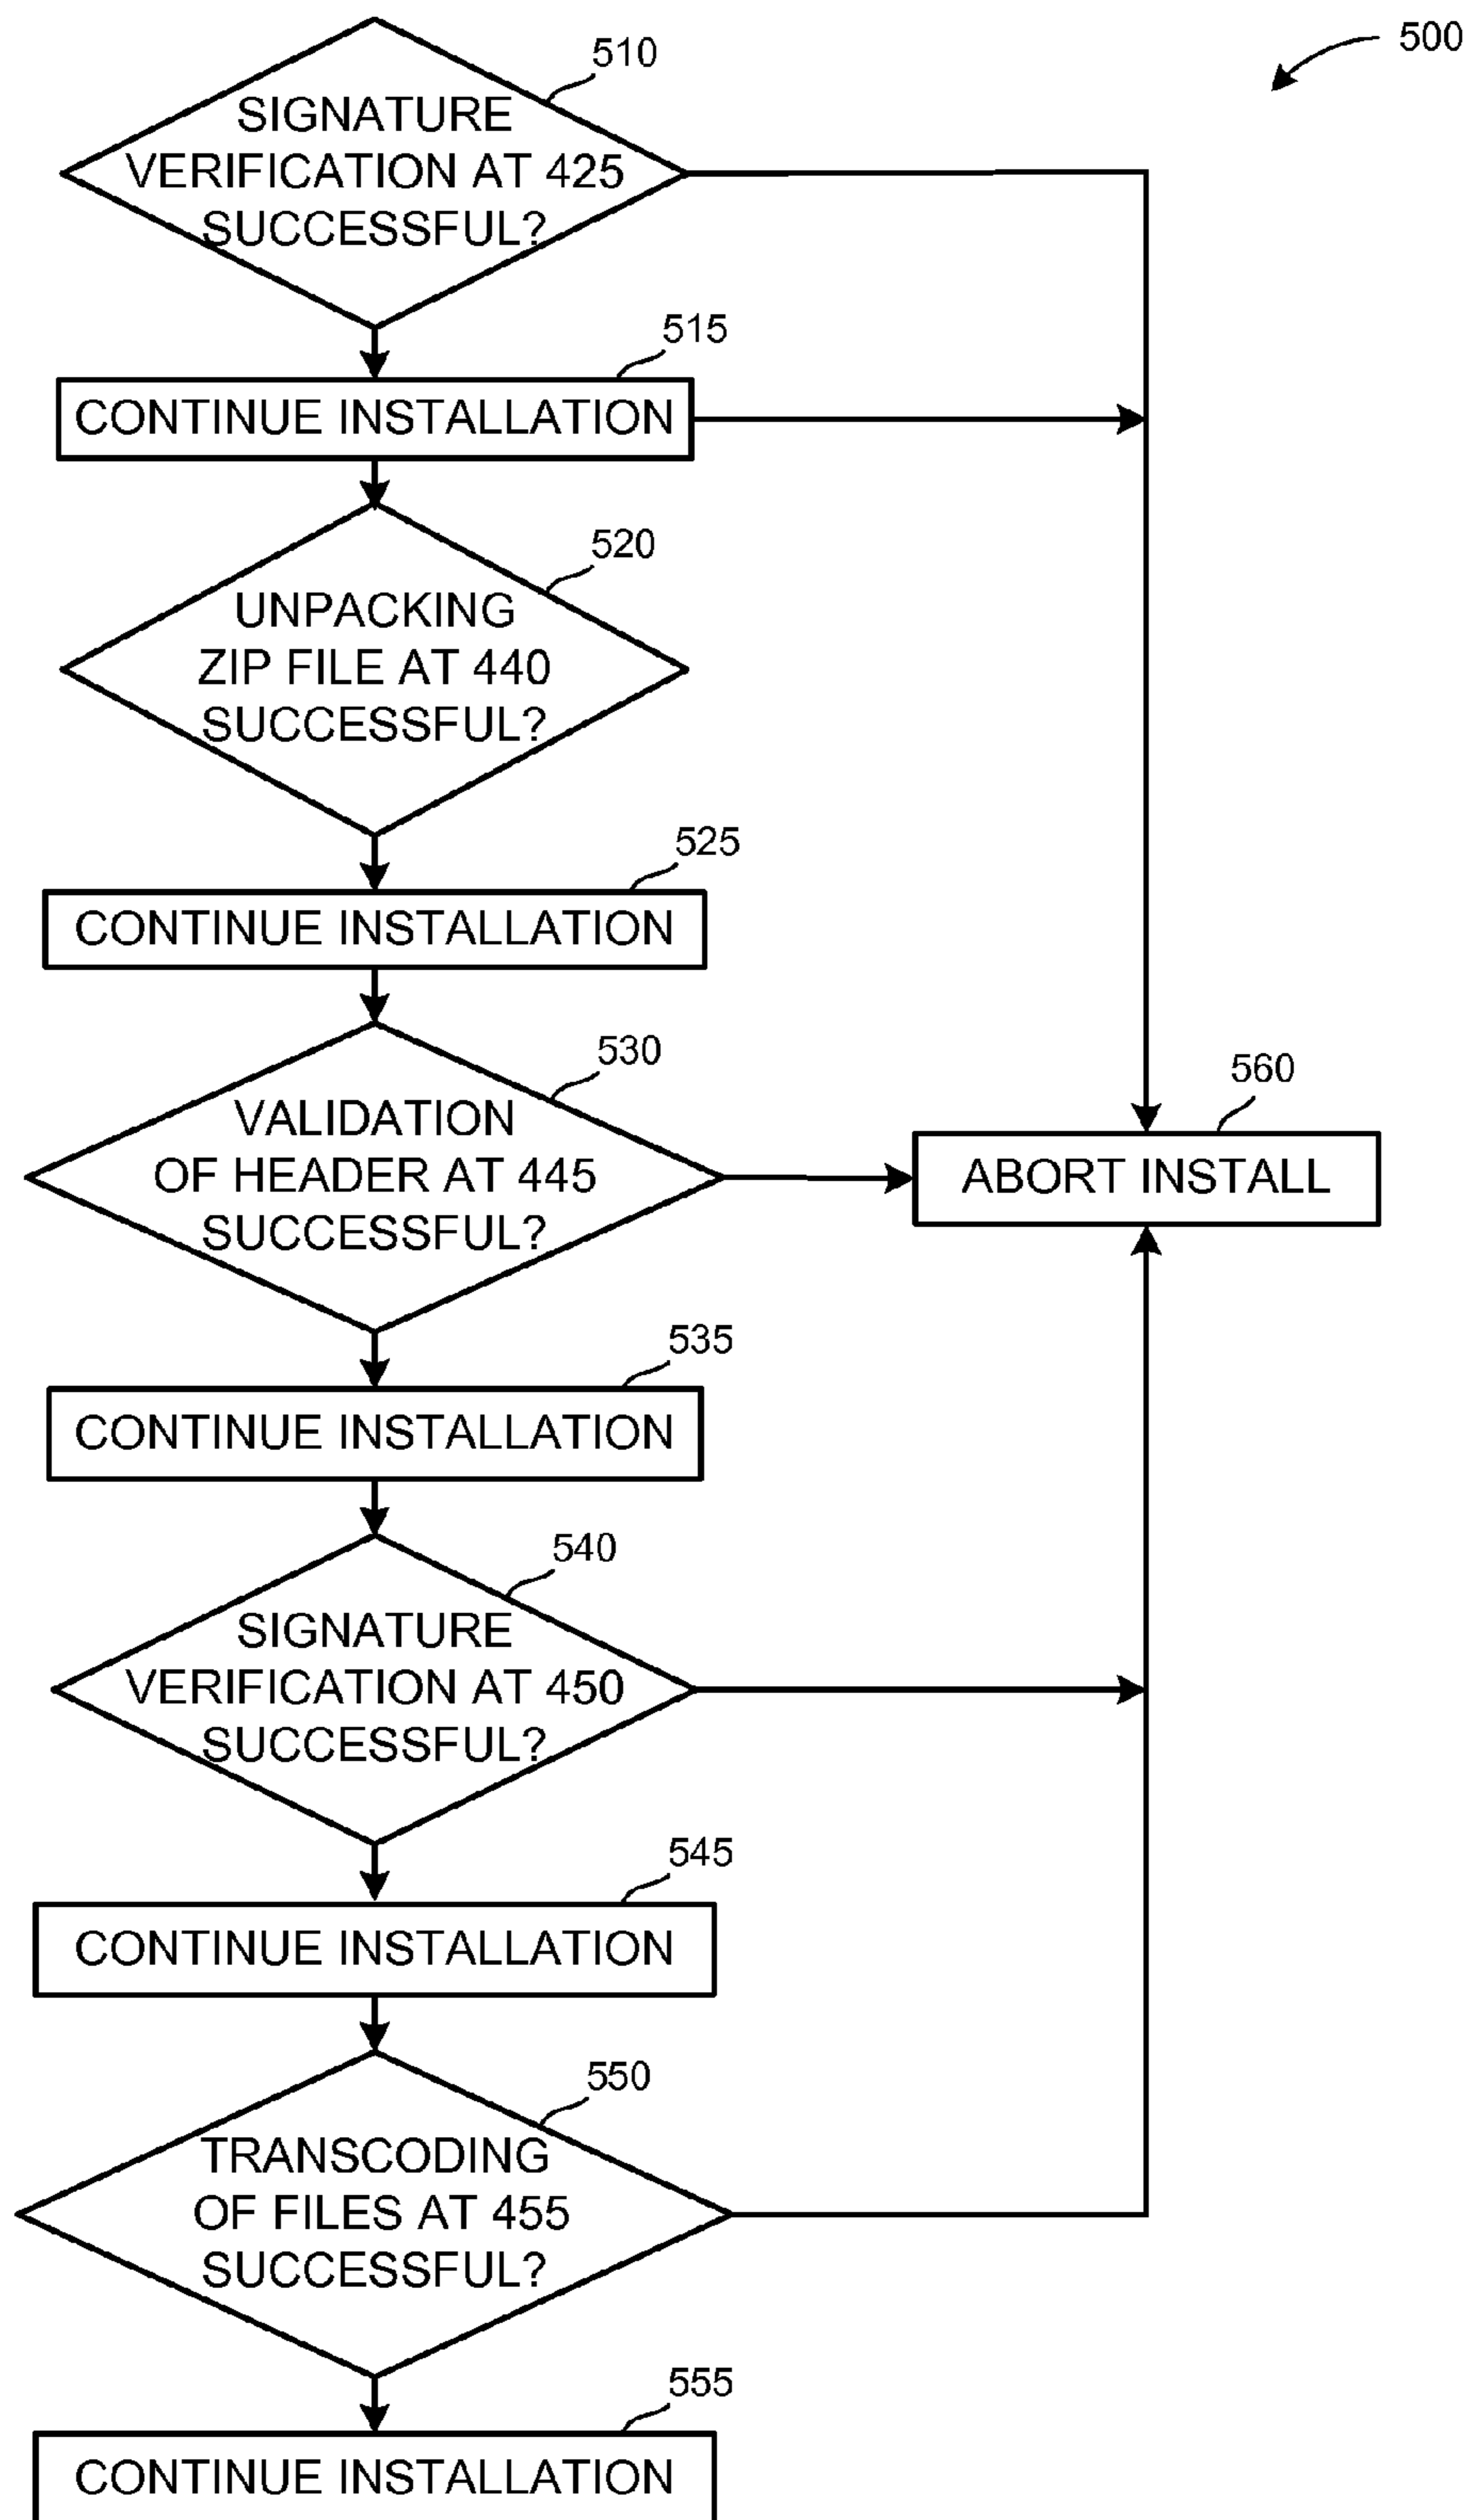 500
510
SIGNATURE
VERIFICATION AT 425
SUCCESSFUL?
515
CONTINUE INSTALLATION
520
UNPACKING
ZIP FILE AT 440
SUCCESSFUL?
525
CONTINUE INSTALLATION
530
VALIDATION
OF HEADER AT 445
SUCCESSFUL?
560
ABORT INSTALL
535
CONTINUE INSTALLATION
540
SIGNATURE
VERIFICATION AT 450
SUCCESSFUL?
545
CONTINUE INSTALLATION
550
TRANSCODING
OF FILES AT 455
SUCCESSFUL?
555
CONTINUE INSTALLATION